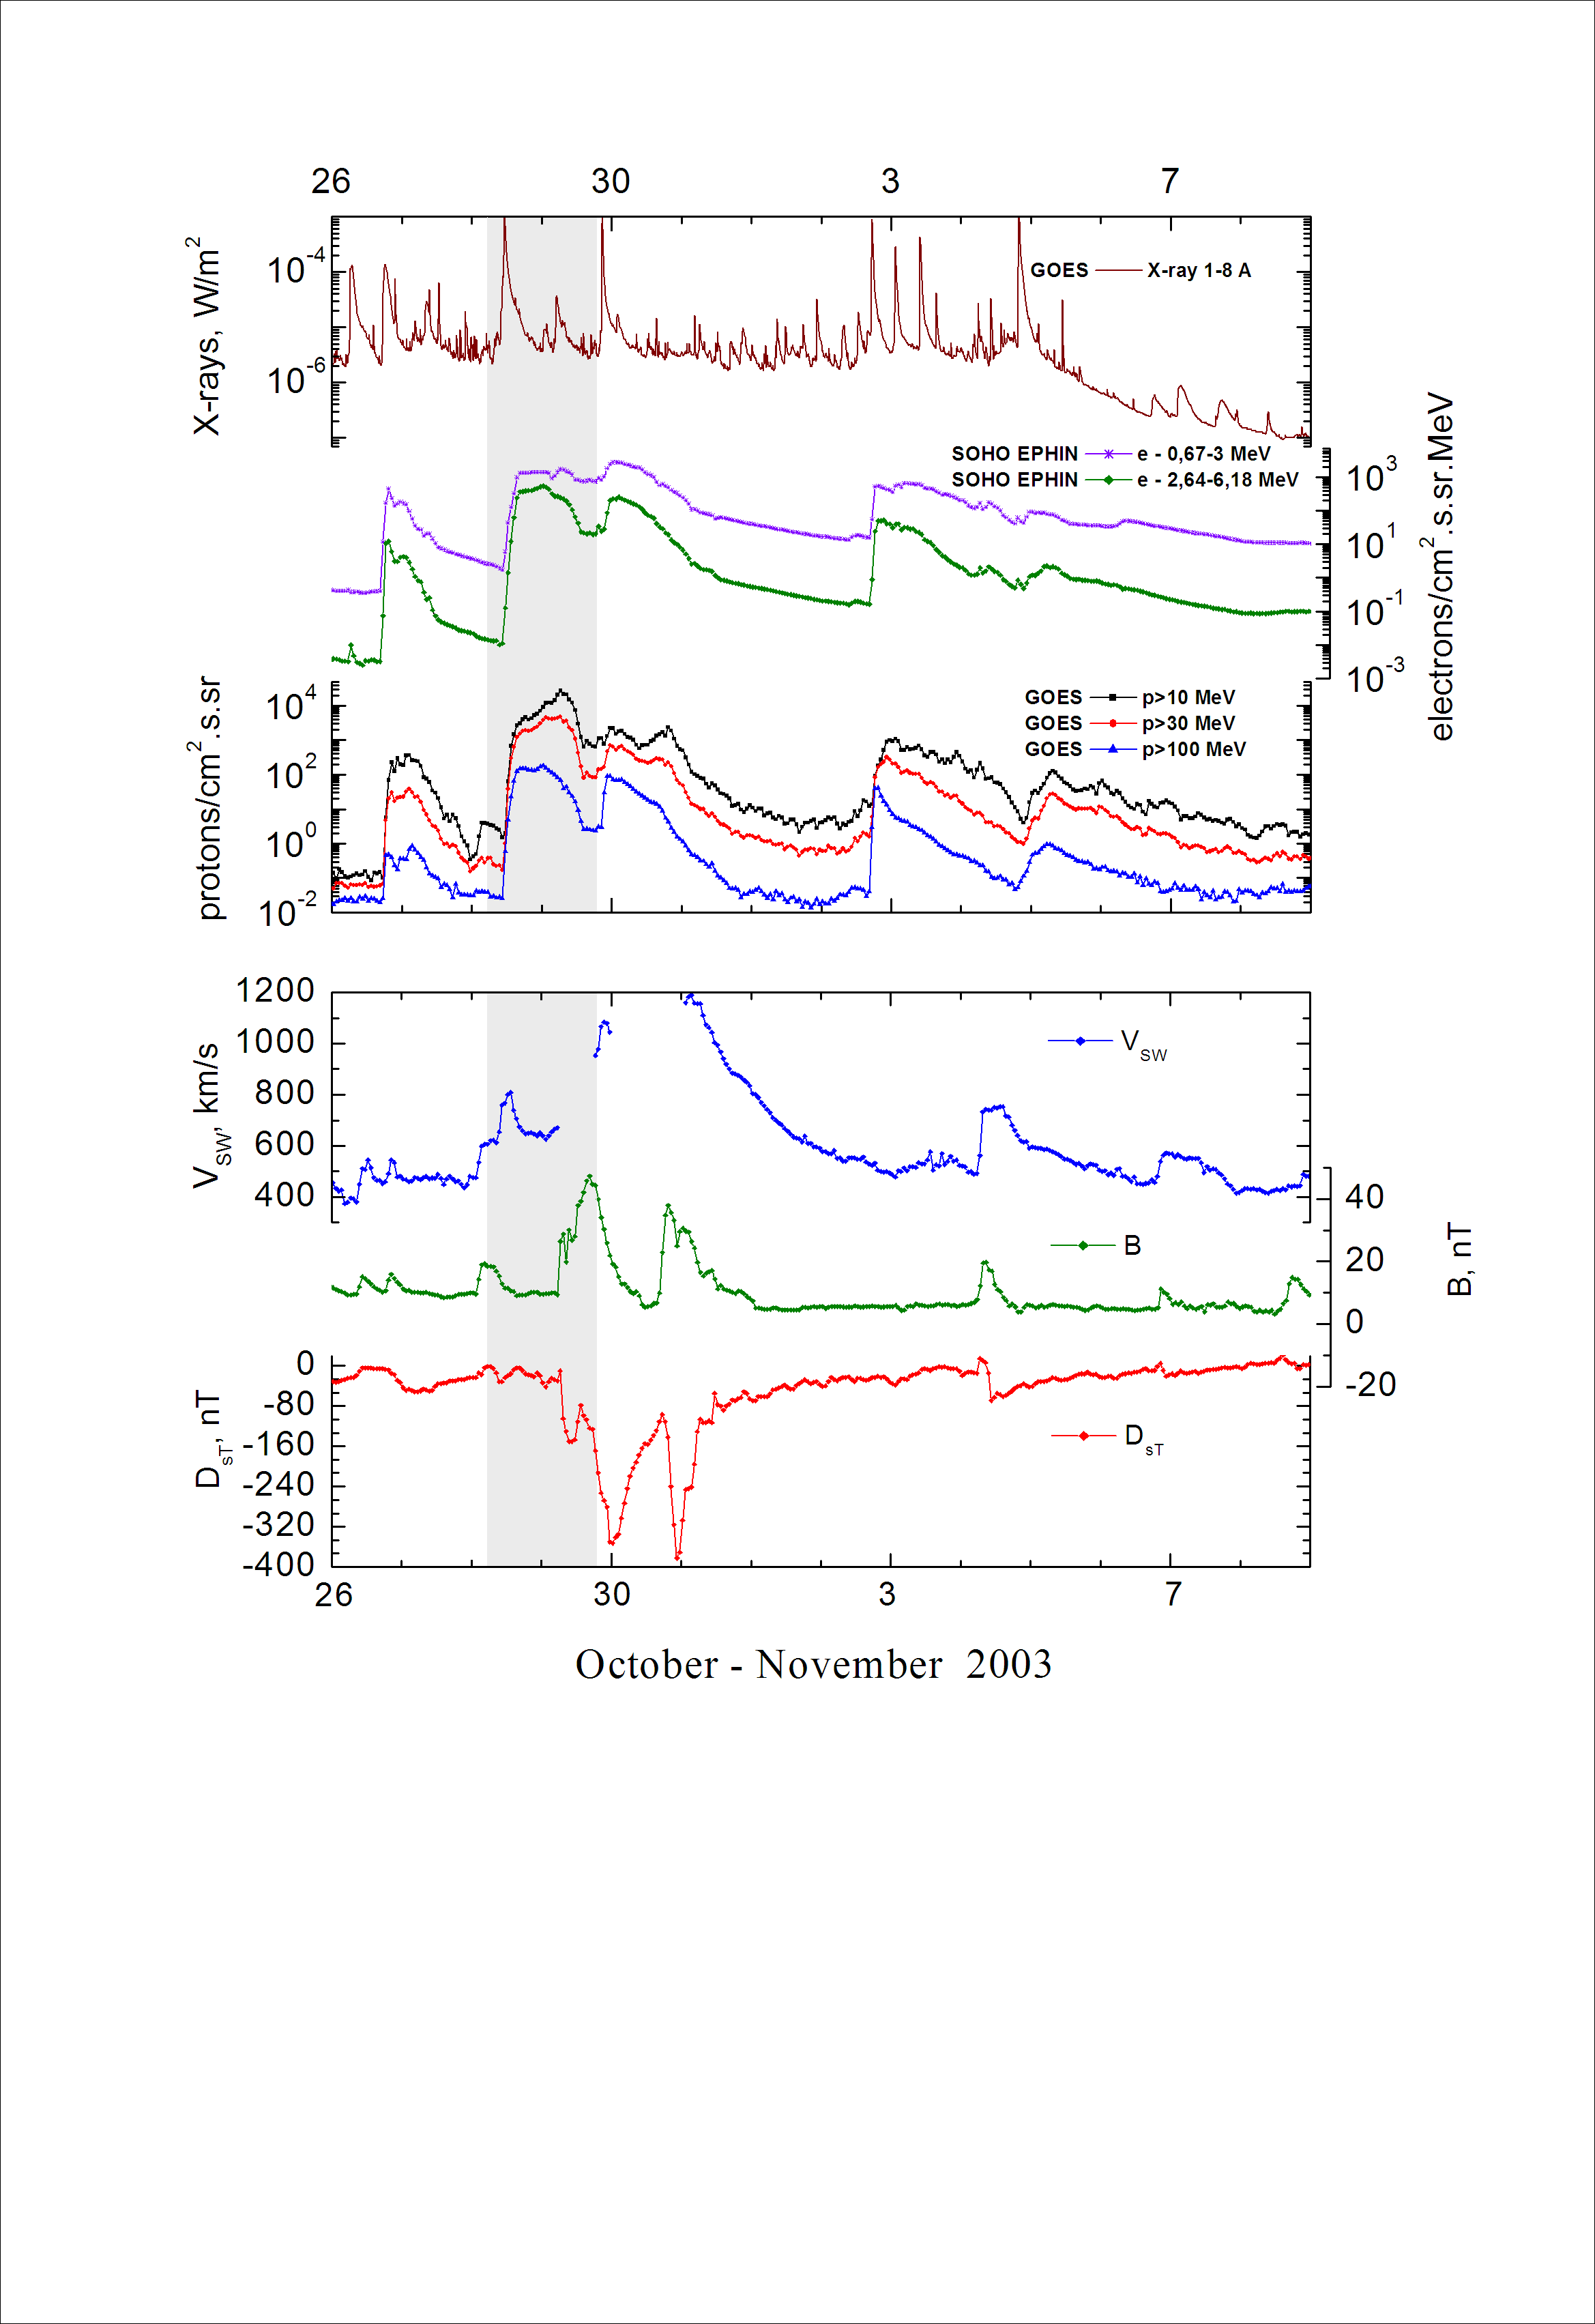 26 30 3 7
X-rays, W/m2
10-4
10-6
GOES X-ray 1-8 A
SOHO EPHIN e - 0,67-3 MeV
SOHO EPHIN e - 2,64-6,18 MeV
103
101
10-1
10-3
electrons/cm2.s.sr.MeV
protons/cm2.s.sr
104
102
100
10-2
GOES p>10 MeV
GOES p>30 MeV
GOES p>100 MeV
VSW, km/s
1200
1000
800
600
400
VSW
40
20
0
-20
B, nT
B
DsT, nT
0
-80
-160
-240
-320
-400
DsT
26 30 3 7
October - November 2003